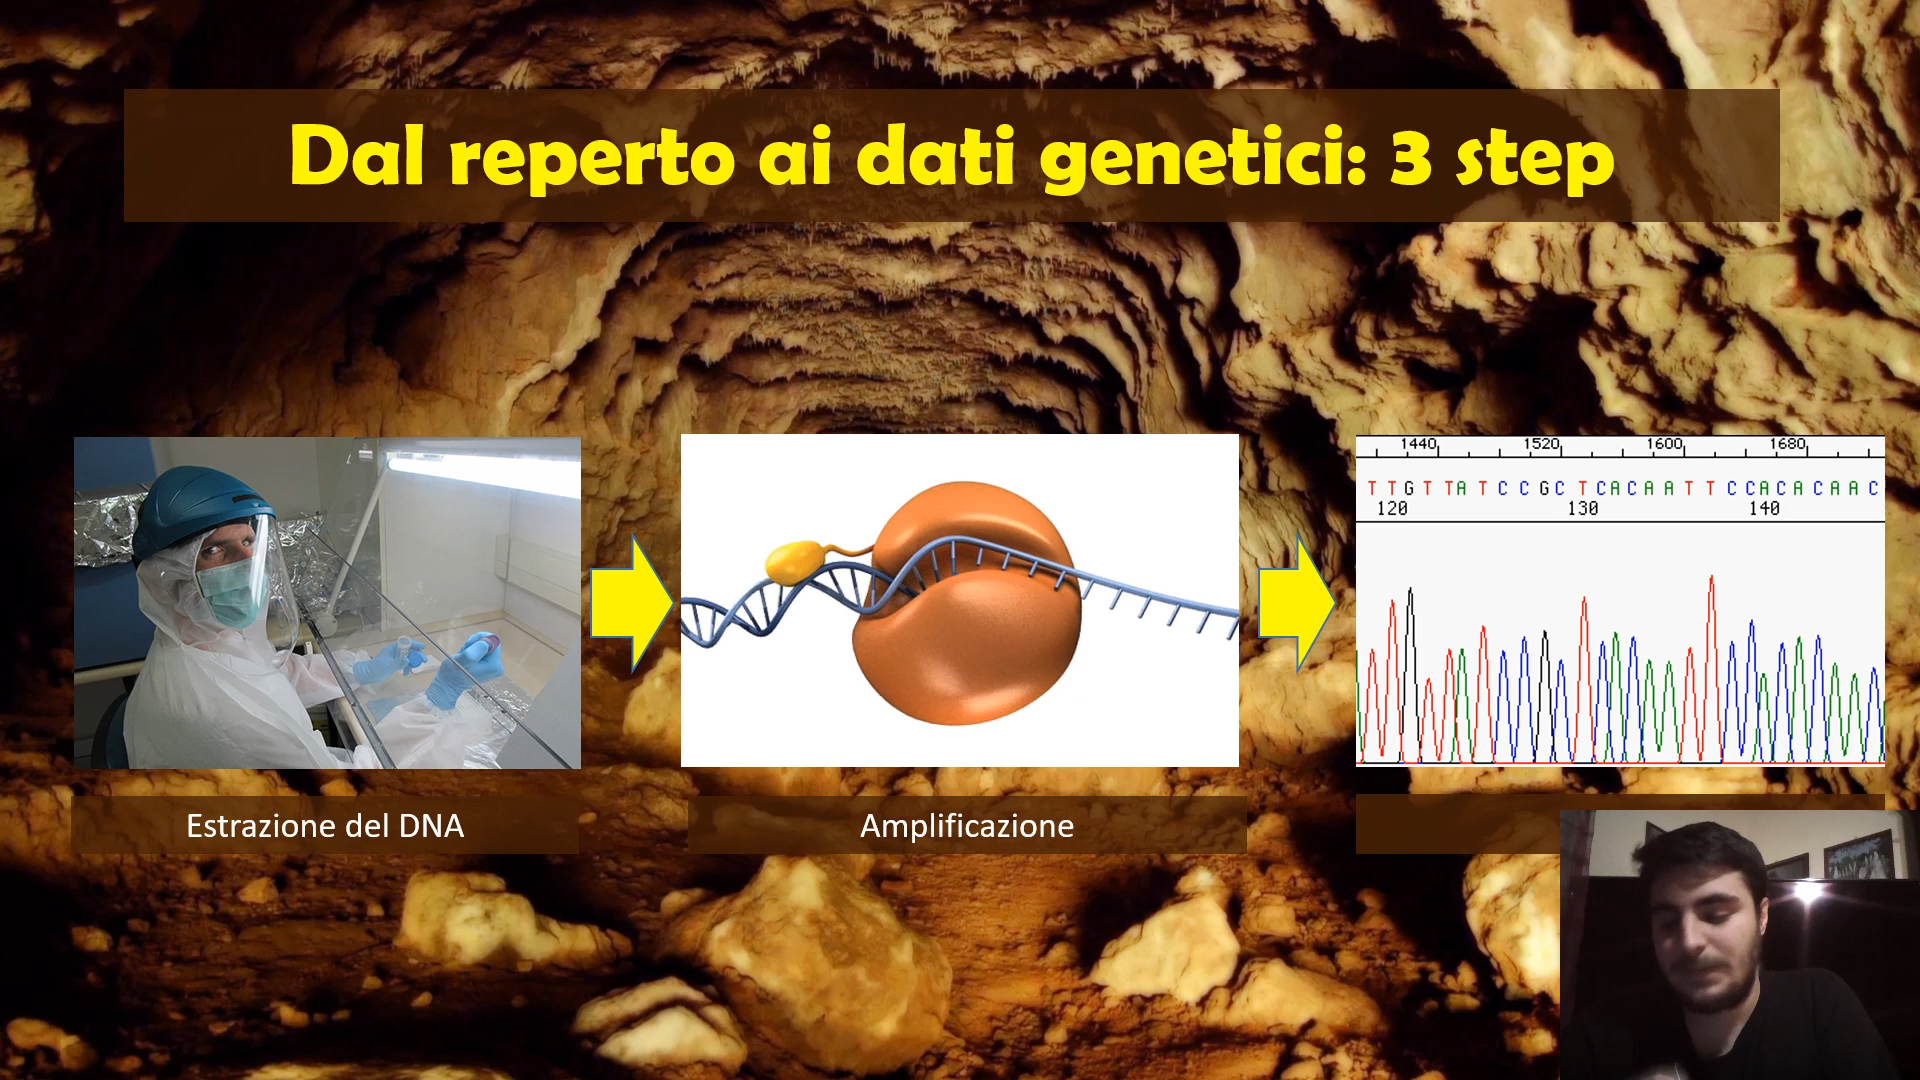 Dal reperto ai dati genetici: 3 step
1440 1520 1600 1680
T T G T T A T C C G C T C A C A A T T C C A C A C A A C
120 130 140
Estrazione del DNA
Amplificazione